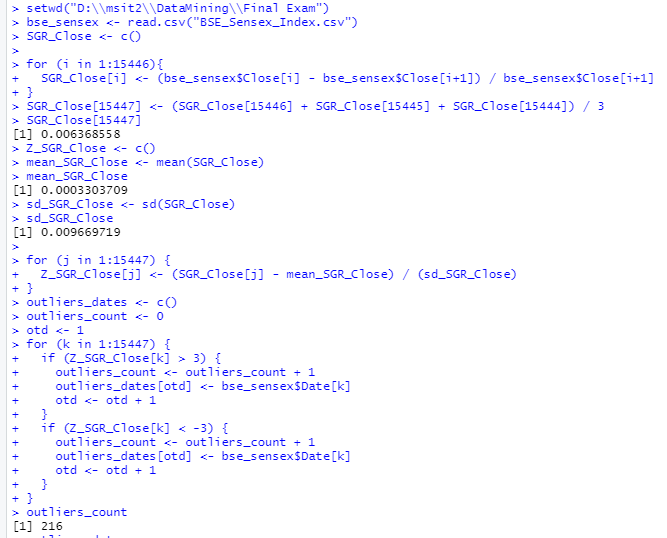 > setwd("D:\\msit2\\DataMining\\Final Exam")
> bse_sensex <- read.csv("BSE_Sensex_Index.csv")
> SGR_Close <- c()
>
> for (i in 1:15446){
+   SGR_Close[i] <- (bse_sensex$Close[i] - bse_sensex$Close[i+1]) / bse_sensex$Close[i+1]
+ }
> SGR_Close[15447] <- (SGR_Close[15446] + SGR_Close[15445] + SGR_Close[15444]) / 3
> SGR_Close[15447]
[1] 0.006368558
> Z_SGR_Close <- c()
> mean_SGR_Close <- mean(SGR_Close)
> mean_SGR_Close
[1] 0.0003303709
> sd_SGR_Close <- sd(SGR_Close)
> sd_SGR_Close
[1] 0.009669719
>
> for (j in 1:15447) {
+   Z_SGR_Close[j] <- (SGR_Close[j] - mean_SGR_Close) / (sd_SGR_Close)
+ }
> outliers_dates <- c()
> outliers_count <- 0
> otd <- 1
> for (k in 1:15447) {
+   if (Z_SGR_Close[k] > 3) {
+     outliers_count <- outliers_count + 1
+     outliers_dates[otd] <- bse_sensex$Date[k]
+     otd <- otd + 1
+   }
+   if (Z_SGR_Close[k] < -3) {
+     outliers_count <- outliers_count + 1
+     outliers_dates[otd] <- bse_sensex$Date[k]
+     otd <- otd + 1
+   }
+ }
> outliers_count
[1] 216